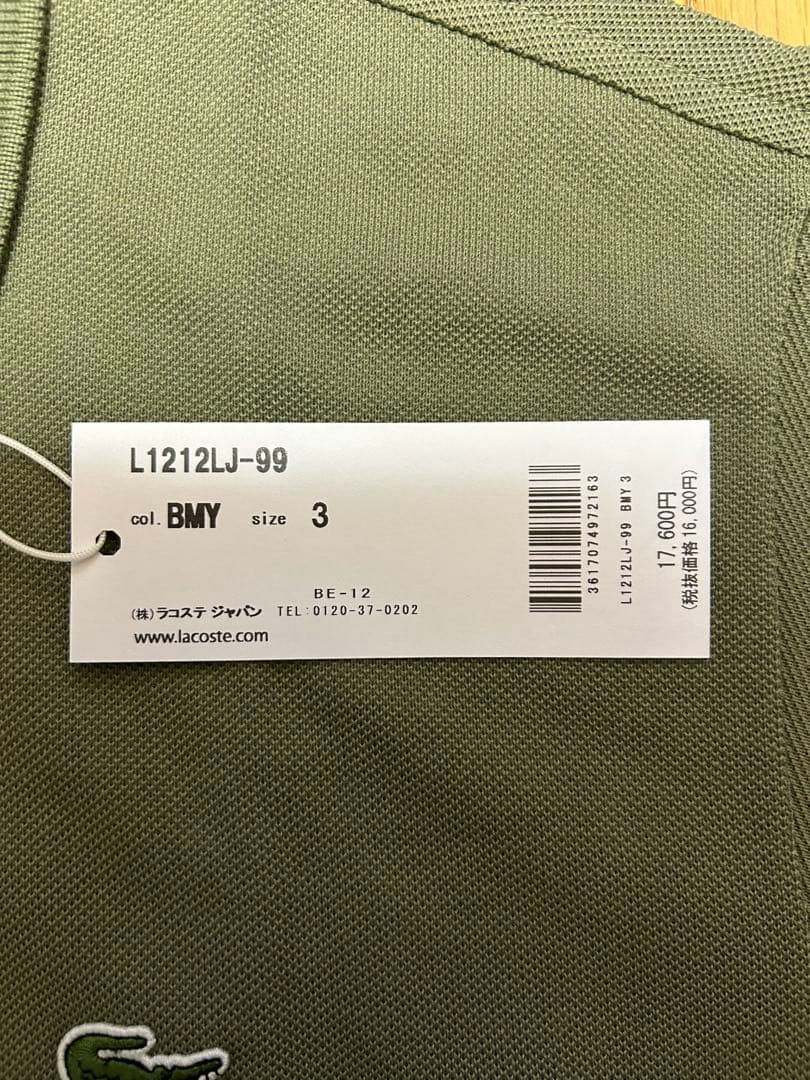 L1212LJ-99
col. BMY size 3
BE-12
(株)ラコステ ジャパン TEL:0120-37-0202
www.lacoste.com
3617074972163
L1212LJ-99 BMY 3
17,600円
(税抜価格16,000円)